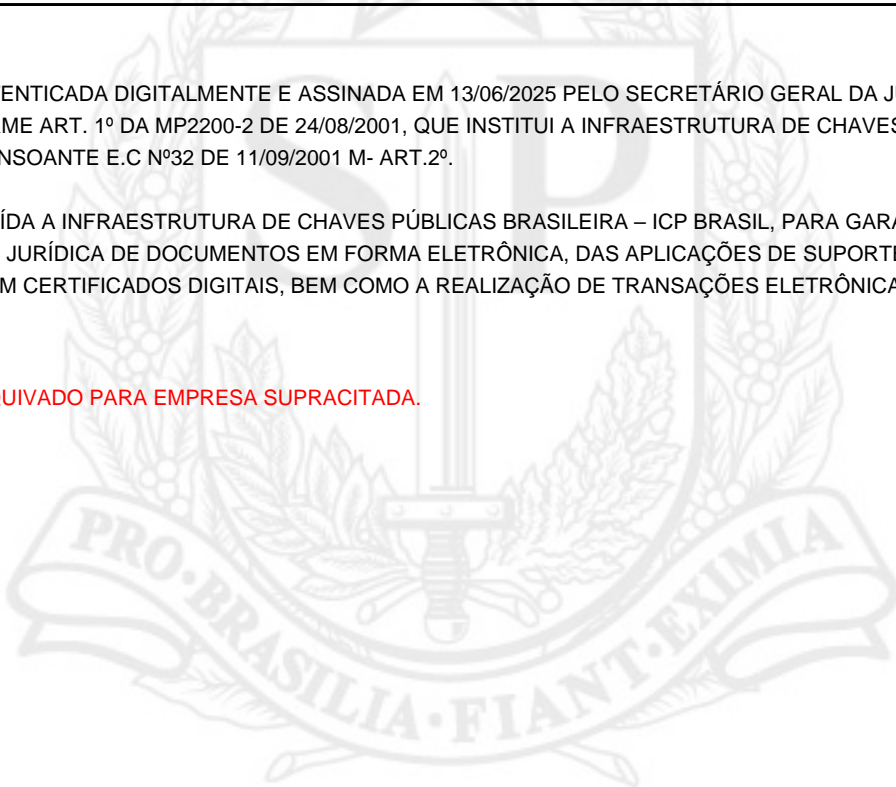 ENTICADA DIGITALMENTE E ASSINADA EM 13/06/2025 PELO SECRETÁRIO GERAL DA
ME ART. 1º DA MP2200-2 DE 24/08/2001, QUE INSTITUI A INFRAESTRUTURA DE CHAVES
NSOANTE E.C Nº32 DE 11/09/2001 M- ART.2º.
ÍDA A INFRAESTRUTURA DE CHAVES PÚBLICAS BRASILEIRA – ICP BRASIL, PARA GARA
JURÍDICA DE DOCUMENTOS EM FORMA ELETRÔNICA, DAS APLICAÇÕES DE SUPORTE
M CERTIFICADOS DIGITAIS, BEM COMO A REALIZAÇÃO DE TRANSAÇÕES ELETRÔNICA
UIVADO PARA EMPRESA SUPRACITADA.
SP
PRO·BRASILIA·FIANT·EXIMIA